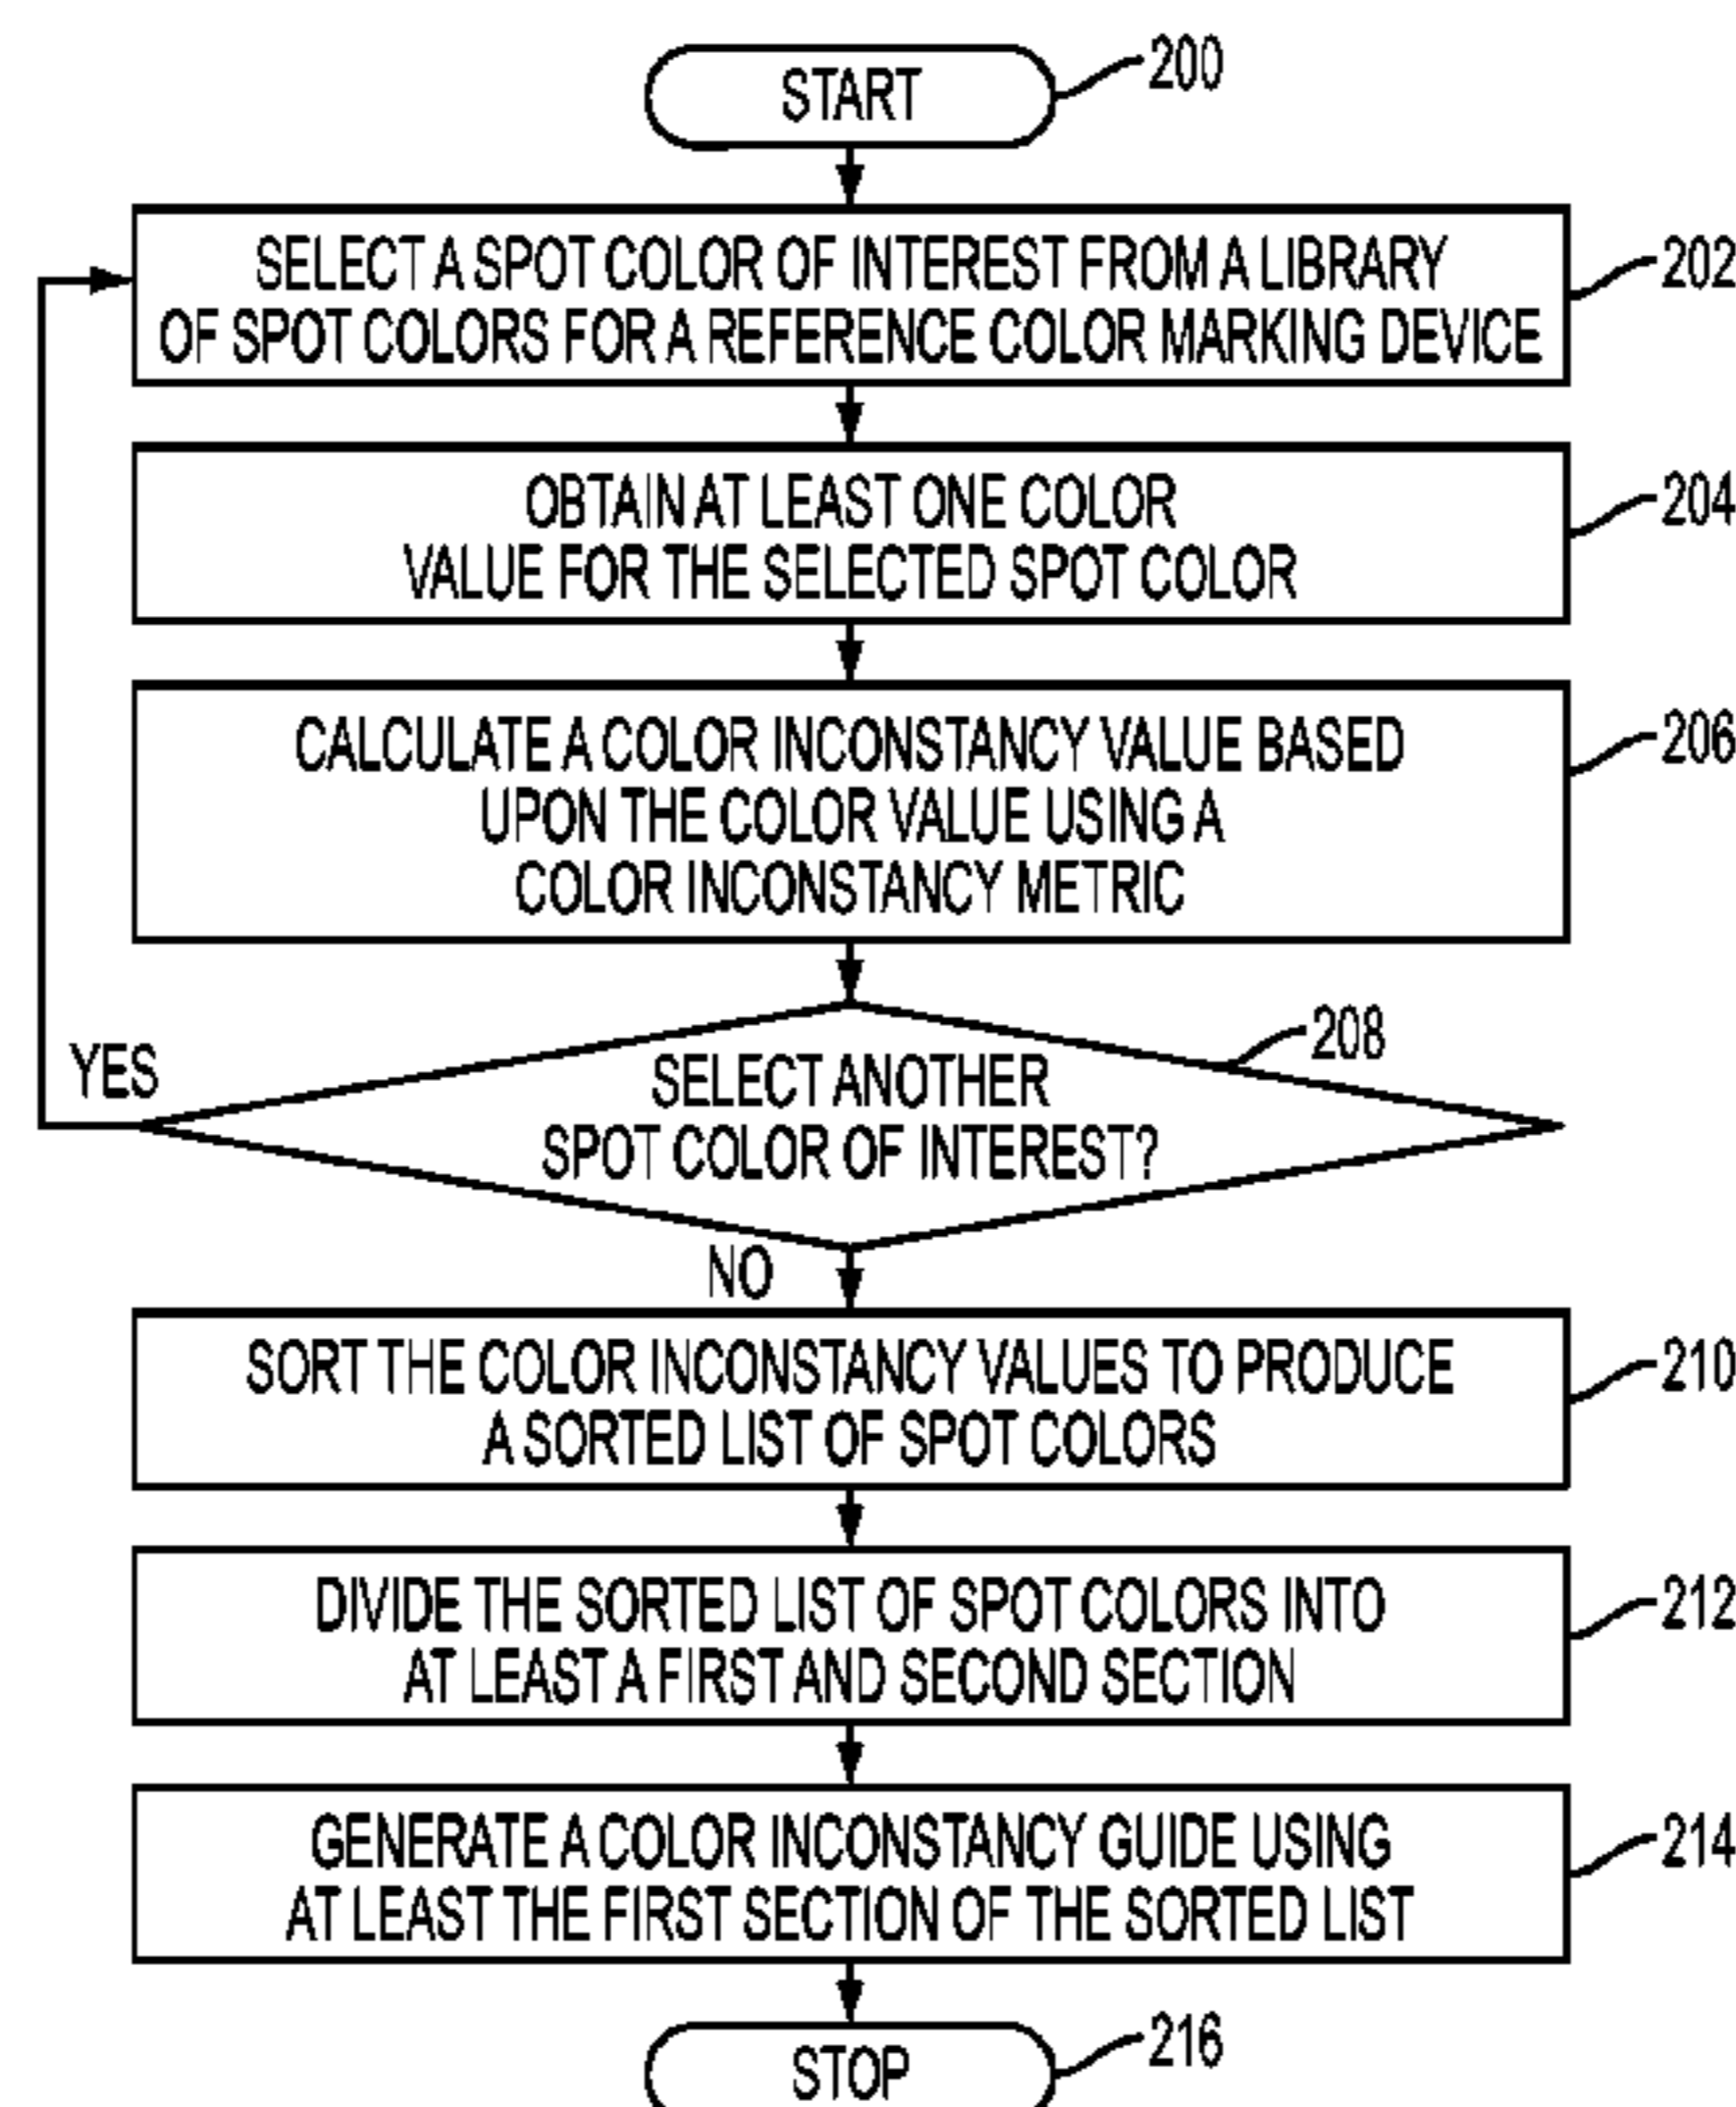 START
200
SELECT A SPOT COLOR OF INTEREST FROM A LIBRARY
OF SPOT COLORS FOR A REFERENCE COLOR MARKING DEVICE
202
OBTAIN AT LEAST ONE COLOR
VALUE FOR THE SELECTED SPOT COLOR
204
CALCULATE A COLOR INCONSTANCY VALUE BASED
UPON THE COLOR VALUE USING A
COLOR INCONSTANCY METRIC
206
SELECT ANOTHER
SPOT COLOR OF INTEREST?
208
YES
NO
SORT THE COLOR INCONSTANCY VALUES TO PRODUCE
A SORTED LIST OF SPOT COLORS
210
DIVIDE THE SORTED LIST OF SPOT COLORS INTO
AT LEAST A FIRST AND SECOND SECTION
212
GENERATE A COLOR INCONSTANCY GUIDE USING
AT LEAST THE FIRST SECTION OF THE SORTED LIST
214
STOP
216